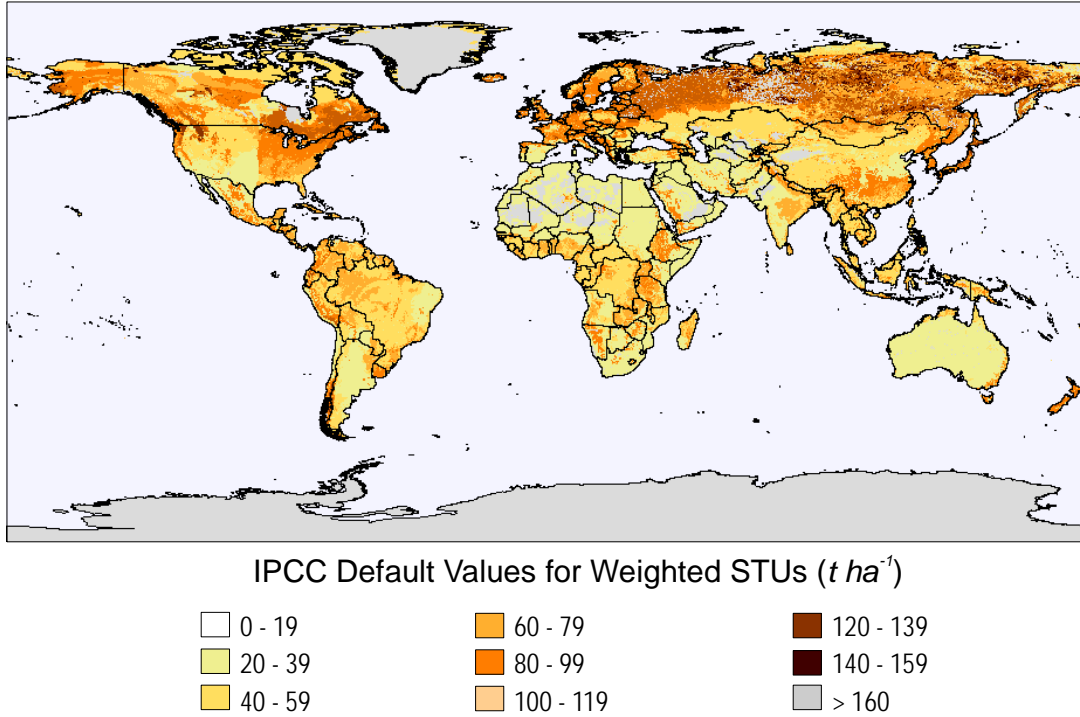 IPCC Default Values for Weighted STUs (t ha⁻¹)
0 - 19
20 - 39
40 - 59
60 - 79
80 - 99
100 - 119
120 - 139
140 - 159
> 160